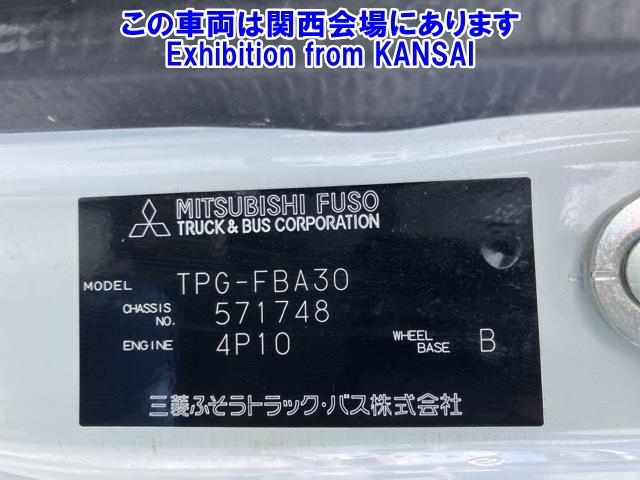 この車両は関西会場にあります
Exhibition from KANSAI
MITSUBISHI FUSO
TRUCK & BUS CORPORATION
MODEL TPG-FBA30
CHASSIS NO. 571748
ENGINE 4P10 WHEEL BASE B
三菱ふそうトラック・バス株式会社